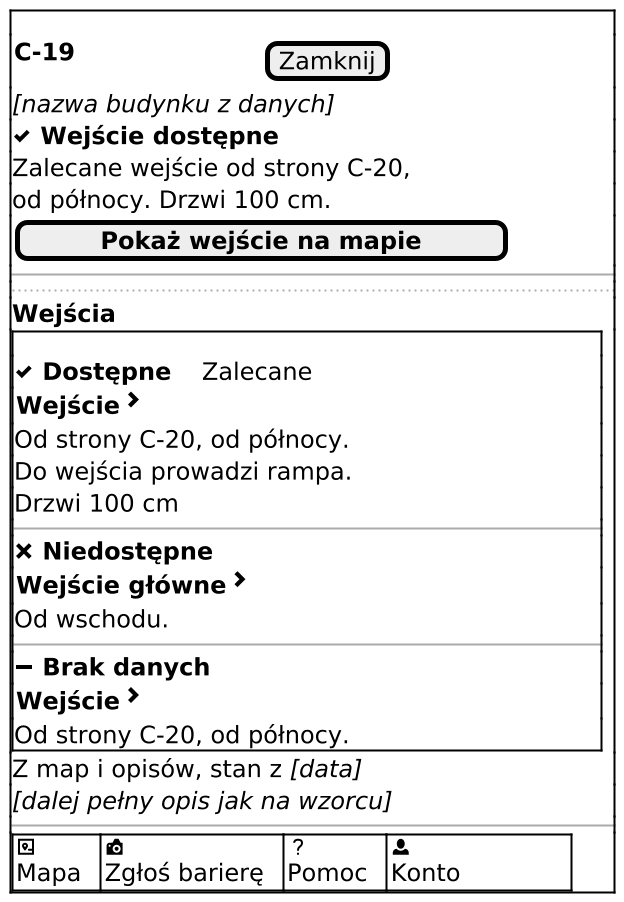 C-19
Zamknij
[nazwa budynku z danych]
✔ Wejście dostępne
Zalecane wejście od strony C-20,
od północy. Drzwi 100 cm.
Pokaż wejście na mapie
Wejścia
✔ Dostępne Zalecane
Wejście >
Od strony C-20, od północy.
Do wejścia prowadzi rampa.
Drzwi 100 cm
✕ Niedostępne
Wejście główne >
Od wschodu.
— Brak danych
Wejście >
Od strony C-20, od północy.
Z map i opisów, stan z [data]
[dalej pełny opis jak na wzorcu]
Mapa
Zgłoś barierę
? Pomoc
Konto